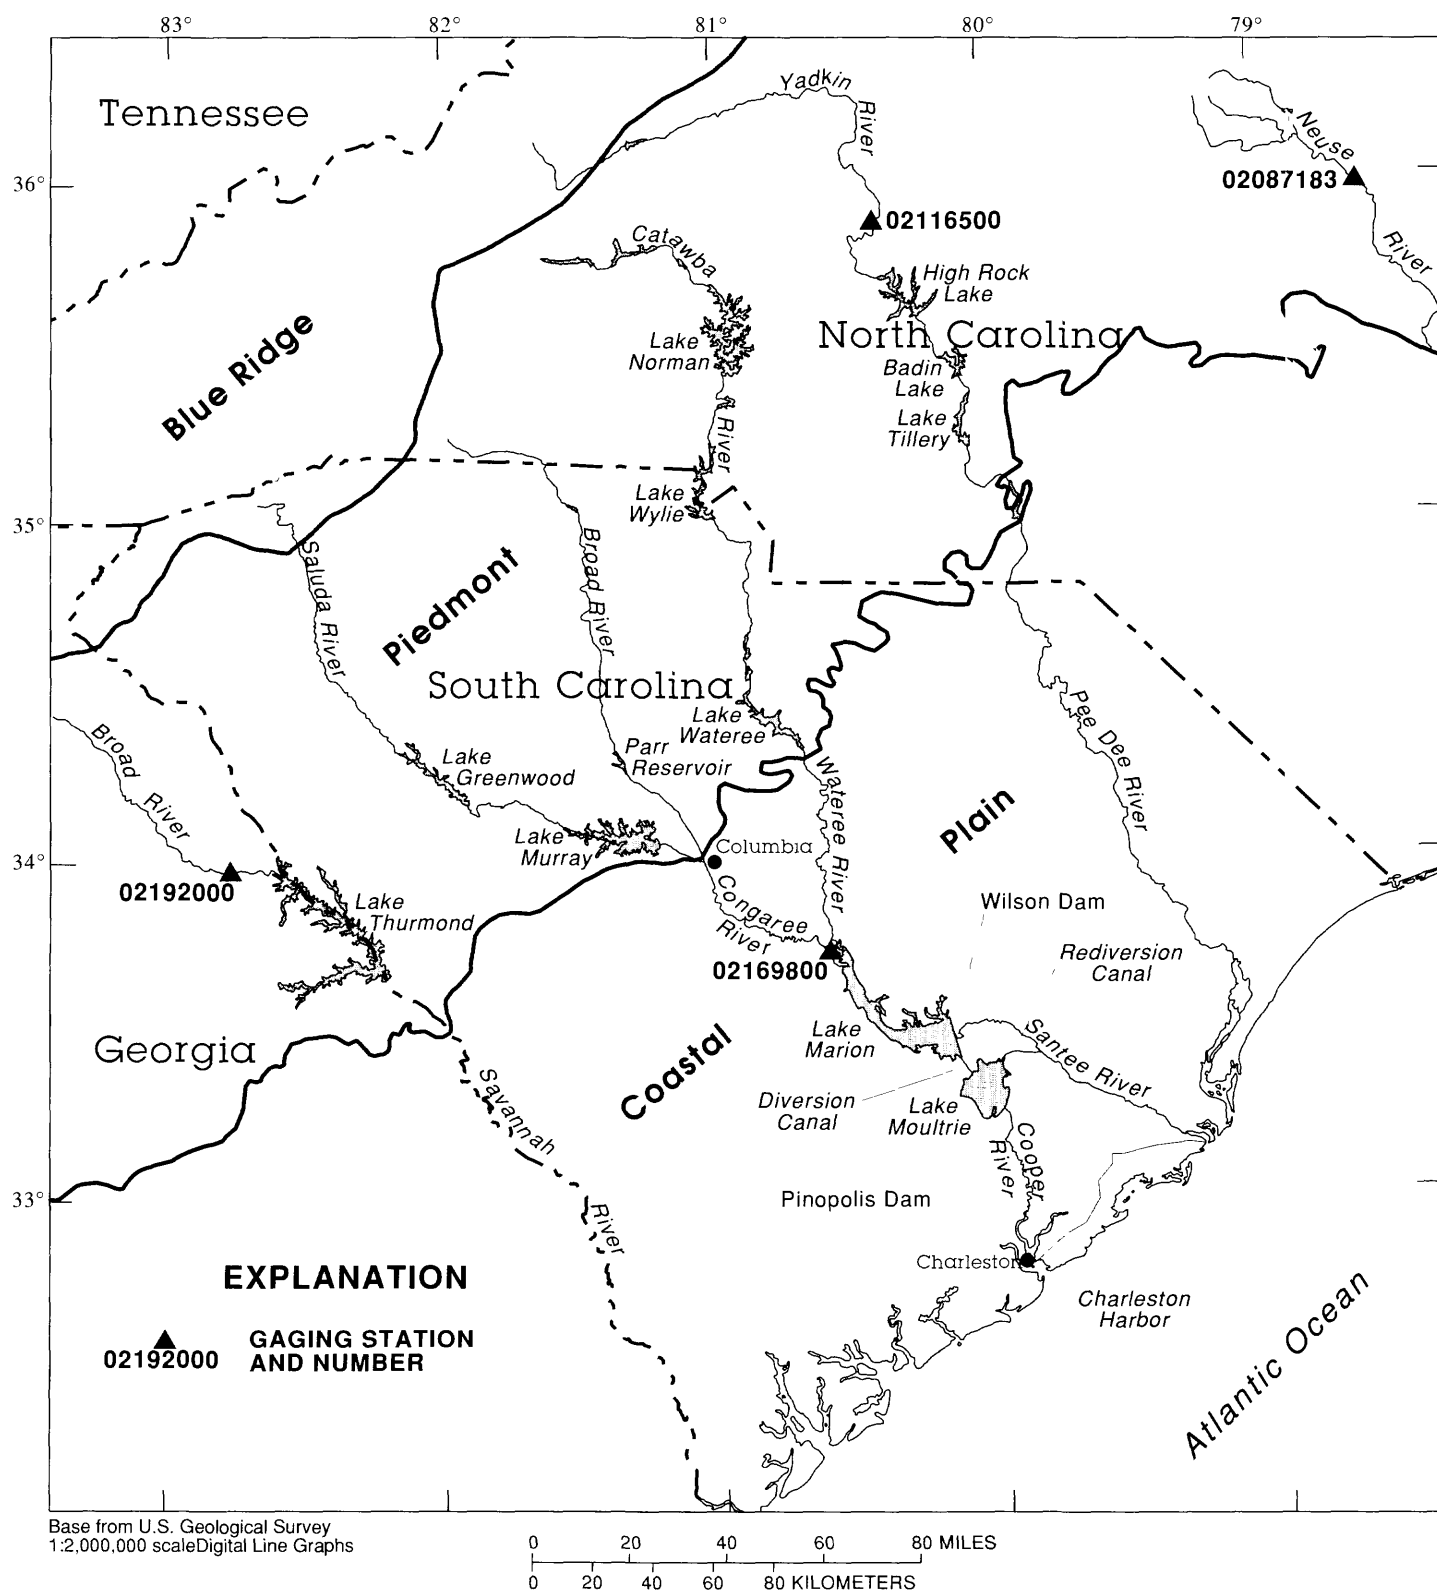 83°
82°
81°
80°
79°
Tennessee
Yadkin
River
Neuse
River
36°
02087183
02116500
Catawba
River
High Rock
Lake
North Carolina
Lake
Norman
Badin
Lake
Lake
Tillery
Blue Ridge
Lake
Wylie
35°
Saluda River
Broad River
Piedmont
South Carolina
Lake
Wateree
Pee Dee River
Broad
River
Parr
Reservoir
Lake
Greenwood
Wateree River
Plain
Lake
Murray
Columbia
34°
02192000
Lake
Thurmond
Congaree
River
Wilson Dam
Rediversion
Canal
02169800
Lake
Marion
Santee River
Georgia
Coastal
Savannah
River
Diversion
Canal
Lake
Moultrie
Cooper
River
33°
Pinopolis Dam
Charleston
Charleston
Harbor
Atlantic Ocean
EXPLANATION
02192000
GAGING STATION
AND NUMBER
Base from U.S. Geological Survey
1:2,000,000 scaleDigital Line Graphs
0 20 40 60 80 MILES
0 20 40 60 80 KILOMETERS